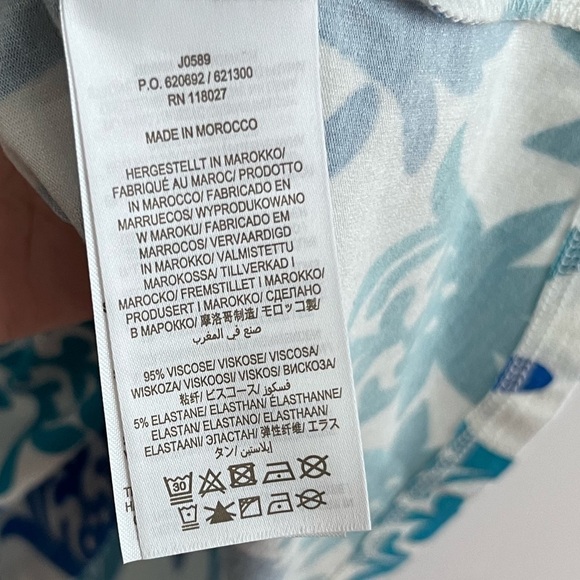 J0589
P.O. 620692 / 621300
RN 118027
MADE IN MOROCCO
HERGESTELLT IN MAROKKO/
FABRIQUÉ AU MAROC/ PRODOTTO
IN MAROCCO/ FABRICADO EN
MARRUECOS/ WYPRODUKOWANO
W MAROKU/ FABRICADO EM
MARROCOS/ VERVAARDIGD
IN MAROKKO/ VALMISTETTU
MAROKOSSA/ TILLVERKAD I
MAROCKO/ FREMSTILLET I MAROKKO/
PRODUSERT I MAROKKO/ СДЕЛАНО
В МАРОККО/ 摩洛哥制造/ モロッコ製/
صنع في المغرب
95% VISCOSE/ VISKOSE/ VISCOSA/
WISKOZA/ VISKOOSI/ VISKOS/ ВИСКОЗА/
粘纤/ ビスコース/ فسكوز
5% ELASTANE/ ELASTHAN/ ÉLASTHANNE/
ELASTAN/ ELASTANO/ ELASTHAAN/
ELASTAANI/ ЭЛАСТАН/ 弹性纤维/ エラス
タン/ إيلاستين
30